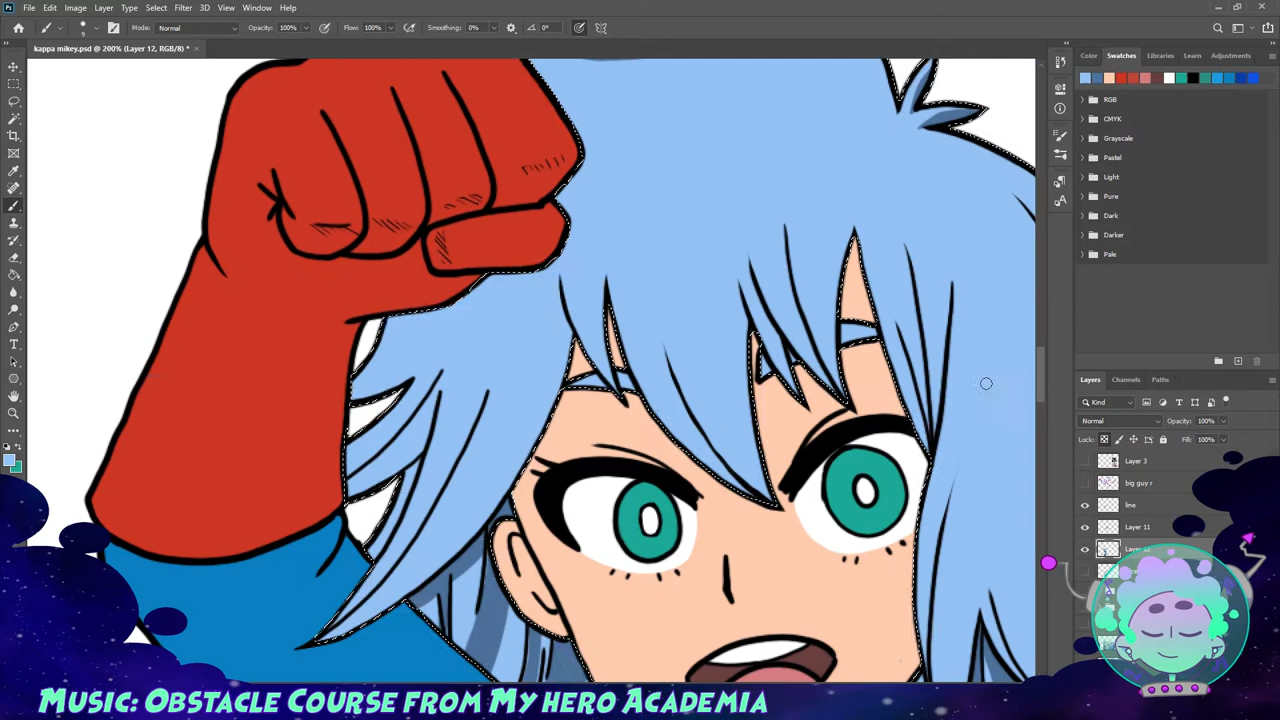 File Edit Image Layer Type Select Filter 3D View Window Help
Mode: Normal Opacity: 100% Flow: 100% Smoothing: 0% 0°
9
kappa mikey.psd @ 200% (Layer 12, RGB/8) *
Color Swatches Libraries Learn Adjustments
RGB
CMYK
Grayscale
Pastel
Light
Pure
Dark
Darker
Pale
Layers Channels Paths
Kind
Normal Opacity: 100%
Lock: Fill: 100%
Layer 3
big guy r
line
Layer 11
Music: Obstacle Course from My hero Academia